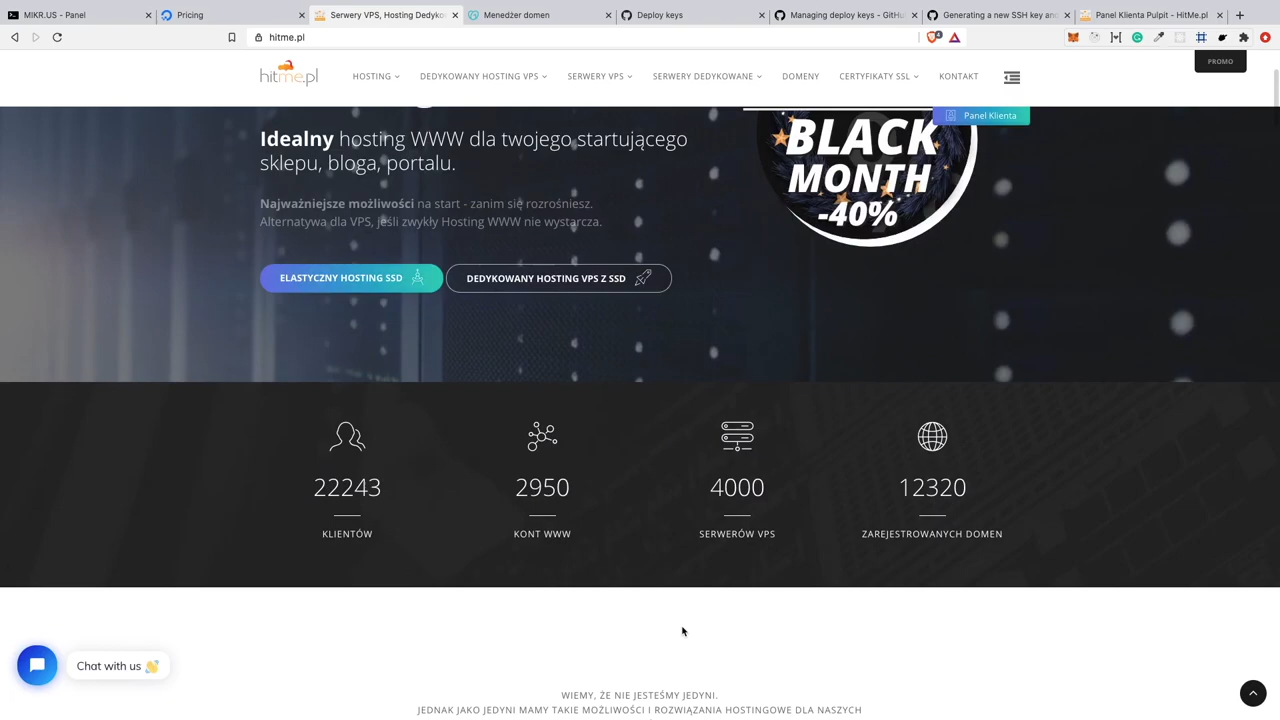 MIKR.US - Panel
Pricing
Serwery VPS, Hosting Dedyko
Menedżer domen
Deploy keys
Managing deploy keys - GitHu
Generating a new SSH key and
Panel Klienta Pulpit - HitMe.pl
hitme.pl
4
PROMO
hitme.pl
HOSTING
DEDYKOWANY HOSTING VPS
SERWERY VPS
SERWERY DEDYKOWANE
DOMENY
CERTYFIKATY SSL
KONTAKT
Panel Klienta
Idealny hosting WWW dla twojego startującego
sklepu, bloga, portalu.
Najważniejsze możliwości na start - zanim się rozrośniesz.
Alternatywa dla VPS, jeśli zwykły Hosting WWW nie wystarcza.
ELASTYCZNY HOSTING SSD
DEDYKOWANY HOSTING VPS Z SSD
BLACK
MONTH
-40%
22243
KLIENTÓW
2950
KONT WWW
4000
SERWERÓW VPS
12320
ZAREJESTROWANYCH DOMEN
Chat with us 👋
WIEMY, ŻE NIE JESTEŚMY JEDYNI.
JEDNAK JAKO JEDYNI MAMY TAKIE MOŻLIWOŚCI I ROZWIĄZANIA HOSTINGOWE DLA NASZYCH